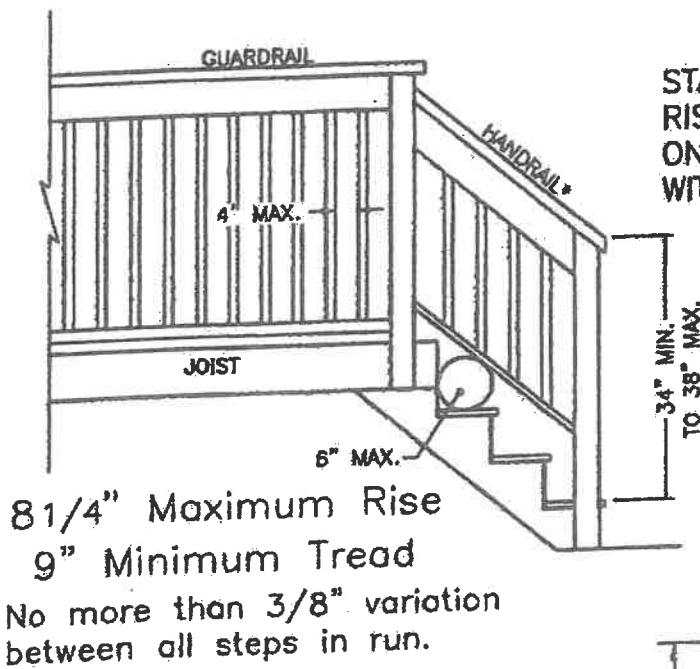 GUARDRAIL
HANDRAIL*
4" MAX.
JOIST
6" MAX.
34" MIN.
TO 38" MAX.
8 1/4" Maximum Rise
9" Minimum Tread
No more than 3/8" variation
between all steps in run.